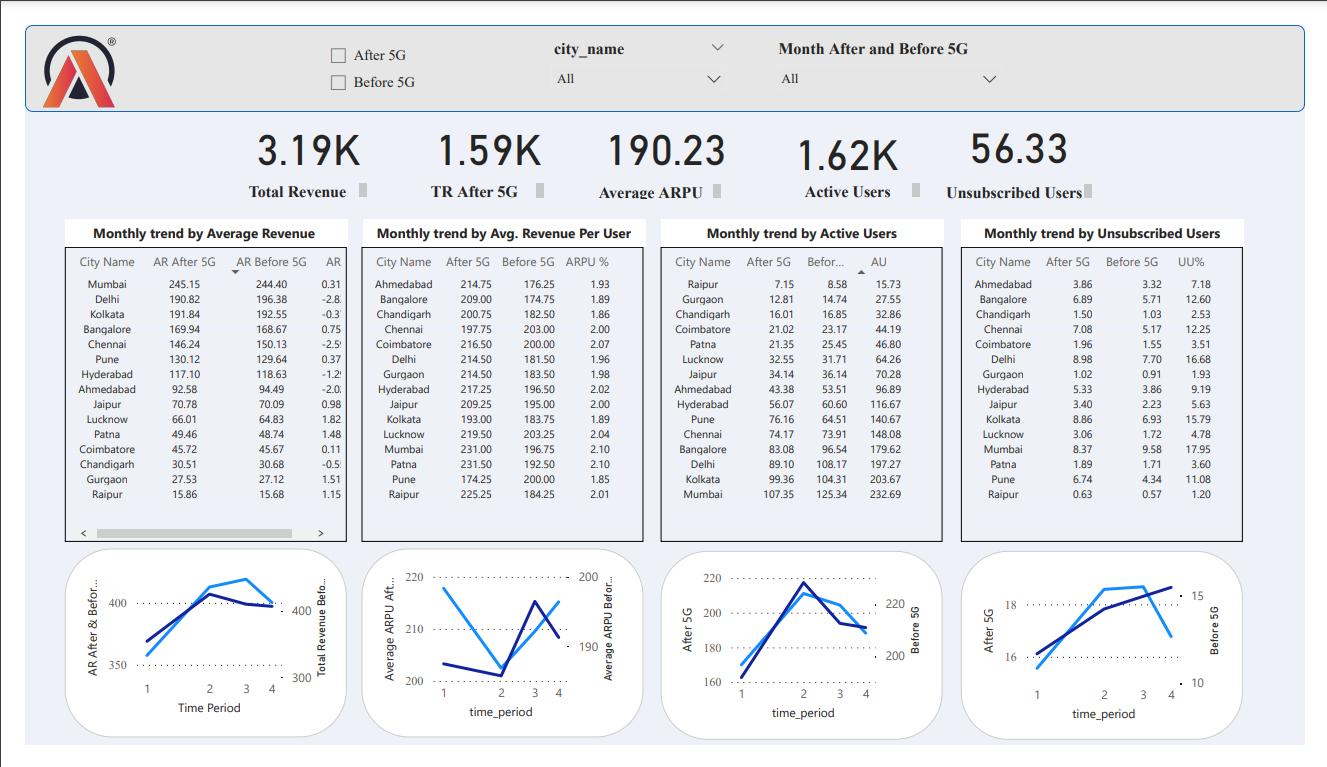 ®
After 5G
Before 5G
city_name
All
Month After and Before 5G
All
3.19K
Total Revenue
1.59K
TR After 5G
190.23
Average ARPU
1.62K
Active Users
56.33
Unsubscribed Users
Monthly trend by Average Revenue
City Name AR After 5G AR Before 5G AR
Mumbai 245.15 244.40 0.31
Delhi 190.82 196.38 -2.8
Kolkata 191.84 192.55 -0.3
Bangalore 169.94 168.67 0.75
Chennai 146.24 150.13 -2.5
Pune 130.12 129.64 0.37
Hyderabad 117.10 118.63 -1.2
Ahmedabad 92.58 94.49 -2.0
Jaipur 70.78 70.09 0.98
Lucknow 66.01 64.83 1.82
Patna 49.46 48.74 1.48
Coimbatore 45.72 45.67 0.11
Chandigarh 30.51 30.68 -0.5
Gurgaon 27.53 27.12 1.51
Raipur 15.86 15.68 1.15
Monthly trend by Avg. Revenue Per User
City Name After 5G Before 5G ARPU %
Ahmedabad 214.75 176.25 1.93
Bangalore 209.00 174.75 1.89
Chandigarh 200.75 182.50 1.86
Chennai 197.75 203.00 2.00
Coimbatore 216.50 200.00 2.07
Delhi 214.50 181.50 1.96
Gurgaon 214.50 183.50 1.98
Hyderabad 217.25 196.50 2.02
Jaipur 209.25 195.00 2.00
Kolkata 193.00 183.75 1.89
Lucknow 219.50 203.25 2.04
Mumbai 231.00 196.75 2.10
Patna 231.50 192.50 2.10
Pune 174.25 200.00 1.85
Raipur 225.25 184.25 2.01
Monthly trend by Active Users
City Name After 5G Befor... AU
Raipur 7.15 8.58 15.73
Gurgaon 12.81 14.74 27.55
Chandigarh 16.01 16.85 32.86
Coimbatore 21.02 23.17 44.19
Patna 21.35 25.45 46.80
Lucknow 32.55 31.71 64.26
Jaipur 34.14 36.14 70.28
Ahmedabad 43.38 53.51 96.89
Hyderabad 56.07 60.60 116.67
Pune 76.16 64.51 140.67
Chennai 74.17 73.91 148.08
Bangalore 83.08 96.54 179.62
Delhi 89.10 108.17 197.27
Kolkata 99.36 104.31 203.67
Mumbai 107.35 125.34 232.69
Monthly trend by Unsubscribed Users
City Name After 5G Before 5G UU%
Ahmedabad 3.86 3.32 7.18
Bangalore 6.89 5.71 12.60
Chandigarh 1.50 1.03 2.53
Chennai 7.08 5.17 12.25
Coimbatore 1.96 1.55 3.51
Delhi 8.98 7.70 16.68
Gurgaon 1.02 0.91 1.93
Hyderabad 5.33 3.86 9.19
Jaipur 3.40 2.23 5.63
Kolkata 8.86 6.93 15.79
Lucknow 3.06 1.72 4.78
Mumbai 8.37 9.58 17.95
Patna 1.89 1.71 3.60
Pune 6.74 4.34 11.08
Raipur 0.63 0.57 1.20
AR After & Befor...
400
350
400
300
Total Revenue Befo...
1 2 3 4
Time Period
Average ARPU Aft...
220
210
200
200
190
Average ARPU Befor...
1 2 3 4
time_period
After 5G
220
200
180
160
220
200
Before 5G
1 2 3 4
time_period
After 5G
18
16
15
10
Before 5G
1 2 3 4
time_period